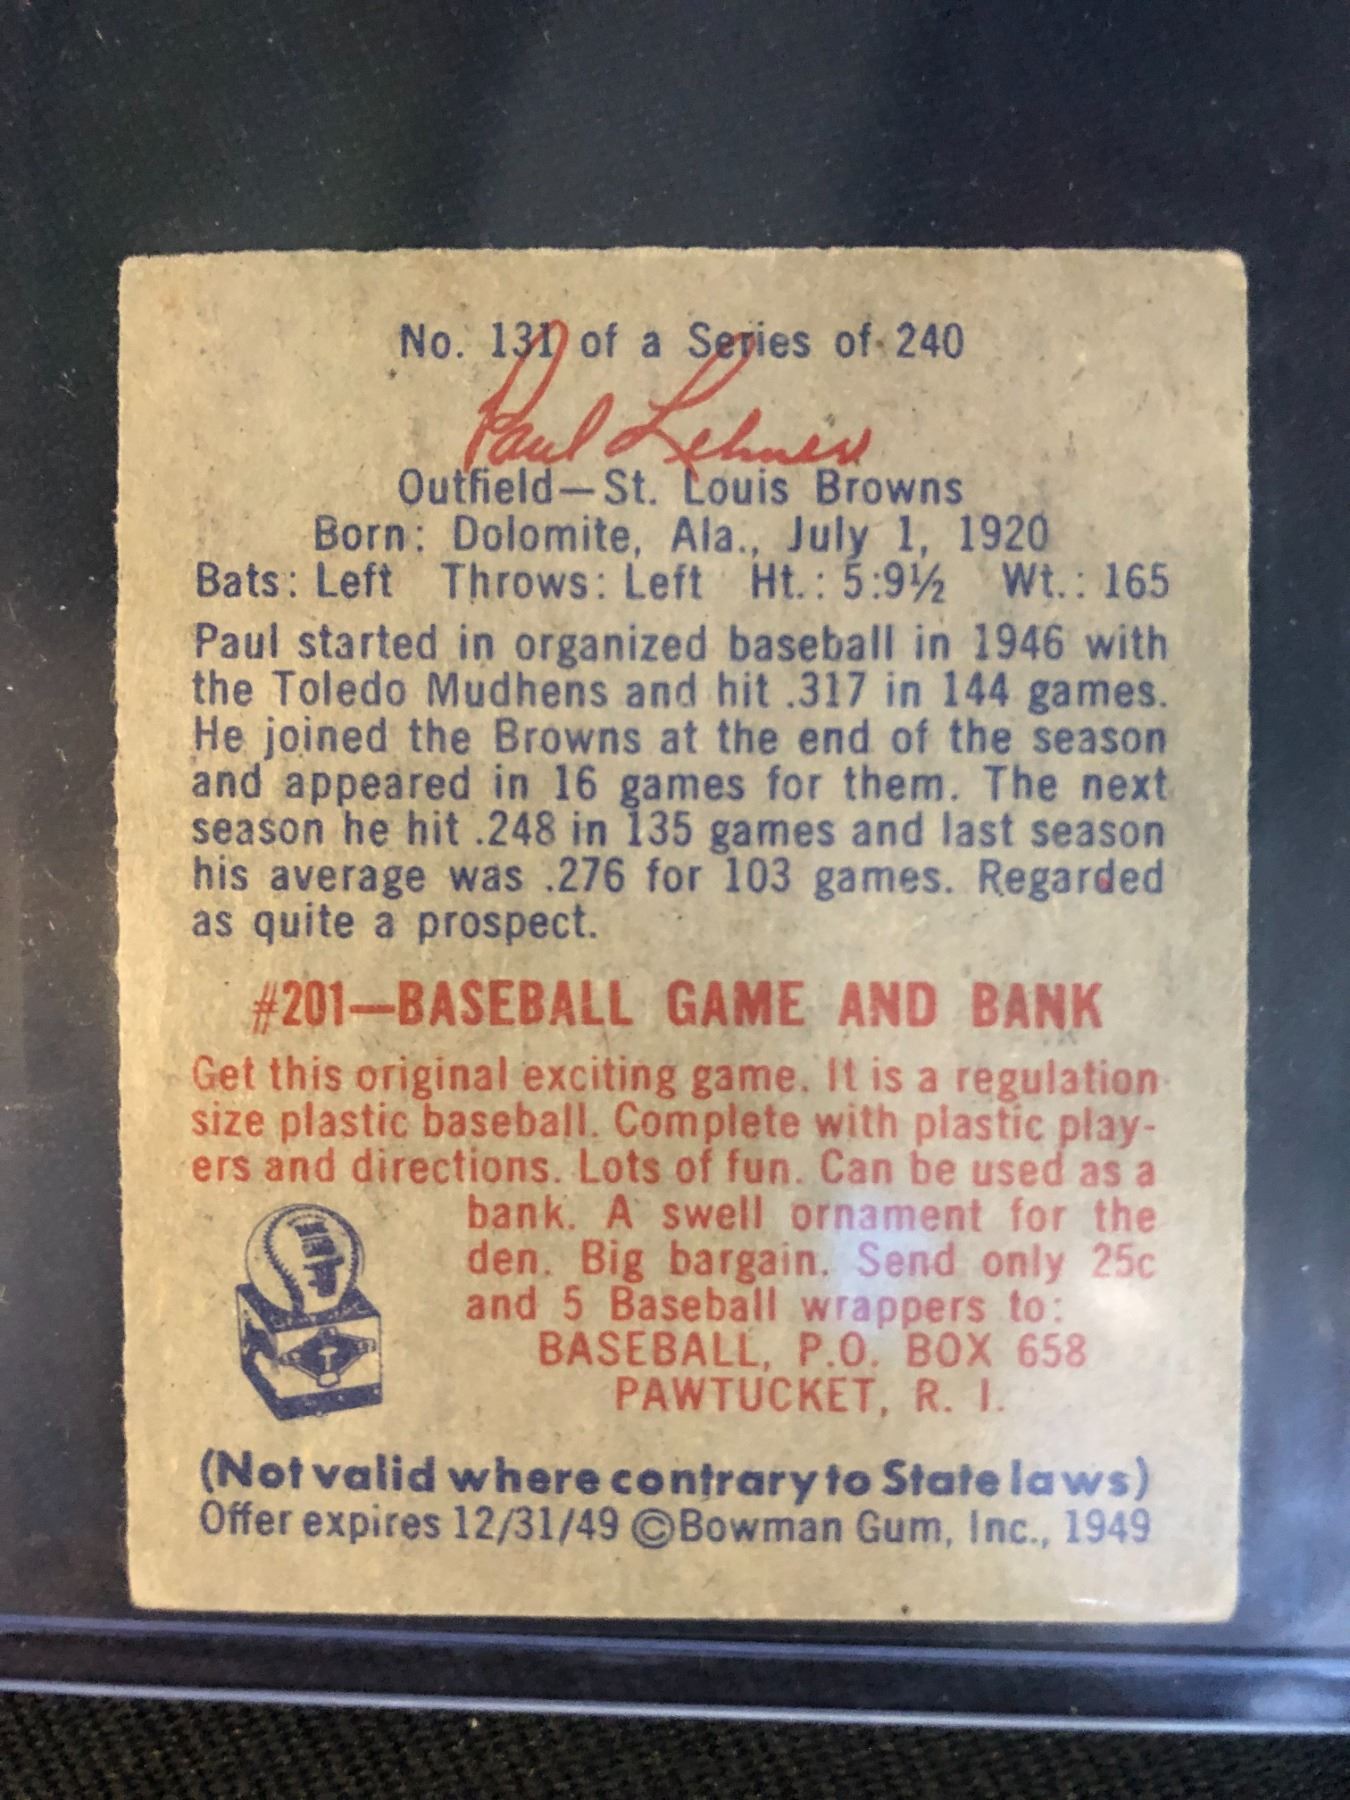 No. 131 of a Series of 240
Paul Lehner
Outfield—St. Louis Browns
Born: Dolomite, Ala., July 1, 1920
Bats: Left Throws: Left Ht.: 5:9½ Wt.: 165
Paul started in organized baseball in 1946 with
the Toledo Mudhens and hit .317 in 144 games.
He joined the Browns at the end of the season
and appeared in 16 games for them. The next
season he hit .248 in 135 games and last season
his average was .276 for 103 games. Regarded
as quite a prospect.
#201—BASEBALL GAME AND BANK
Get this original exciting game. It is a regulation
size plastic baseball. Complete with plastic play-
ers and directions. Lots of fun. Can be used as a
bank. A swell ornament for the
den. Big bargain. Send only 25c
and 5 Baseball wrappers to:
BASEBALL, P.O. BOX 658
PAWTUCKET, R. I.
(Not valid where contrary to State laws)
Offer expires 12/31/49 ©Bowman Gum, Inc., 1949